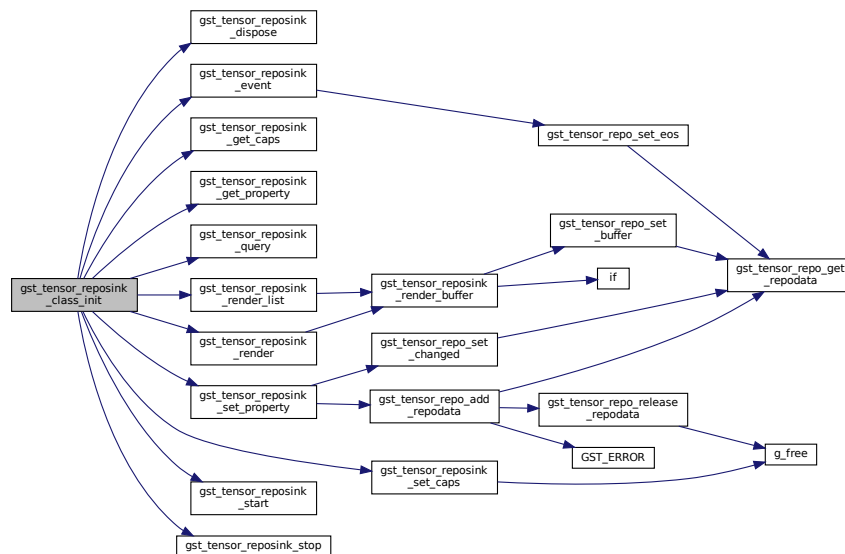 gst_tensor_reposink
_dispose
gst_tensor_reposink
_event
gst_tensor_reposink
_get_caps
gst_tensor_reposink
_get_property
gst_tensor_reposink
_query
gst_tensor_reposink
_class_init
gst_tensor_reposink
_render_list
gst_tensor_reposink
_render
gst_tensor_reposink
_set_property
gst_tensor_reposink
_start
gst_tensor_reposink_stop
gst_tensor_reposink
_render_buffer
gst_tensor_repo_set
_changed
gst_tensor_repo_add
_repodata
gst_tensor_reposink
_set_caps
gst_tensor_repo_set_eos
gst_tensor_repo_set
_buffer
if
gst_tensor_repo_release
_repodata
GST_ERROR
gst_tensor_repo_get
_repodata
g_free